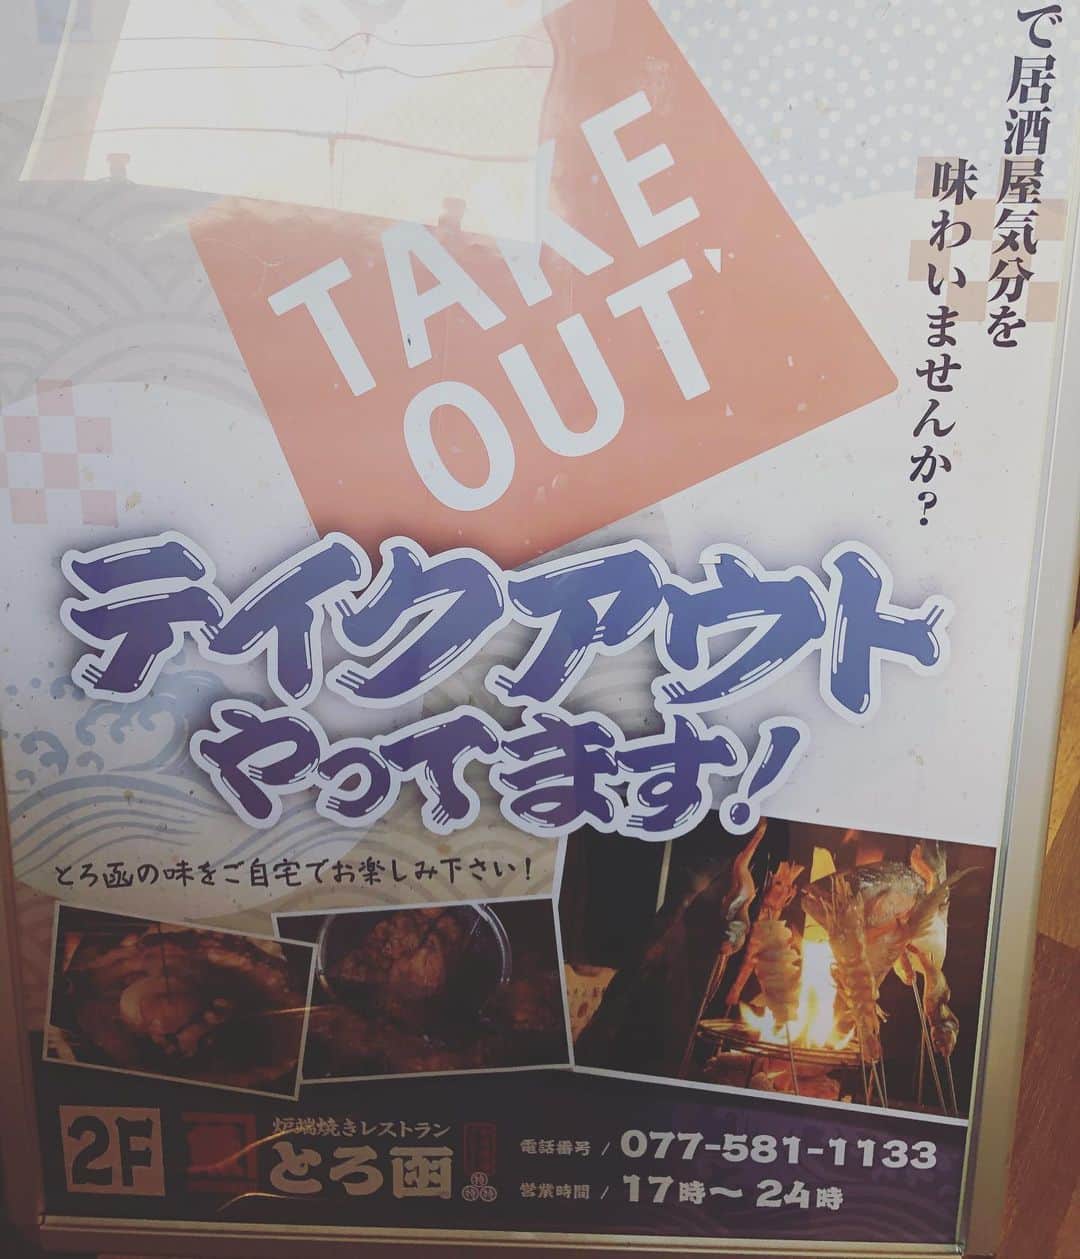 で居酒屋気分を
味わいませんか?
TAKE
OUT
テイクアウト
やってます!
とろ函の味をご自宅でお楽しみ下さい!
2F
炉端焼きレストラン
とろ函
電話番号 / 077-581-1133
営業時間 / 17時〜24時